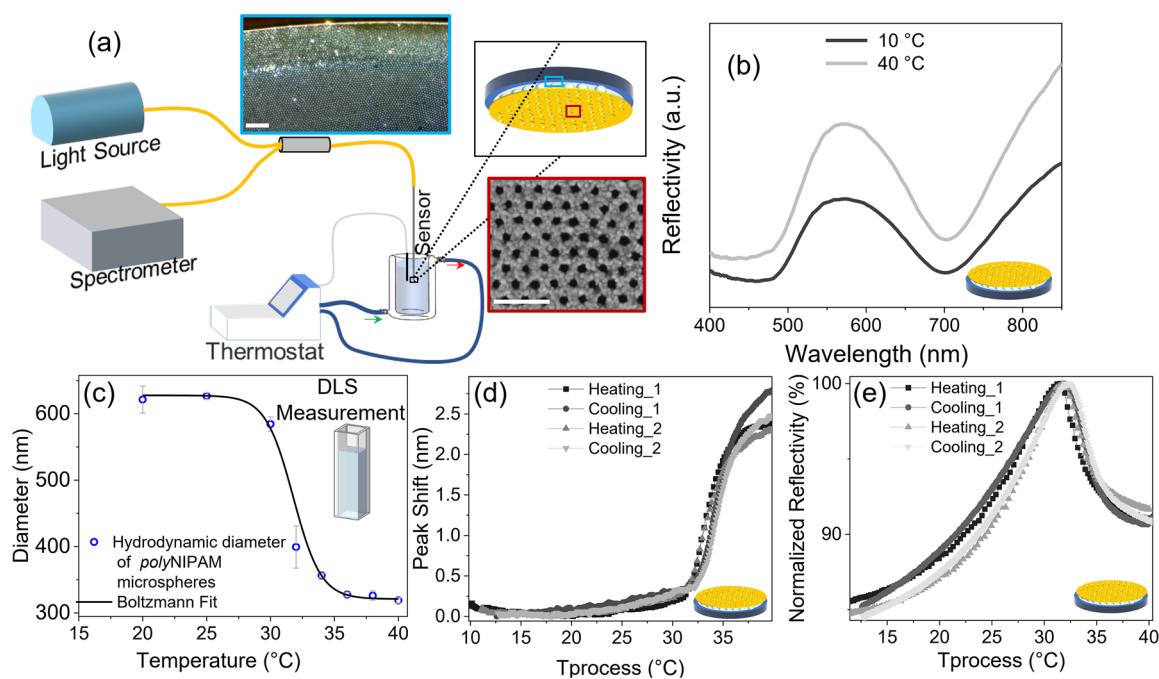 (a)
Light Source
Spectrometer
Sensor
Thermostat
(b)
10 °C
40 °C
Reflectivity (a.u.)
400 500 600 700 800
Wavelength (nm)
(c)
DLS
Measurement
Diameter (nm)
600
500
400
300
Hydrodynamic diameter
of polyNIPAM
microspheres
Boltzmann Fit
15 20 25 30 35 40
Temperature (°C)
(d)
Heating_1
Cooling_1
Heating_2
Cooling_2
Peak Shift (nm)
2.5
2.0
1.5
1.0
0.5
0.0
10 15 20 25 30 35
Tprocess (°C)
(e)
Heating_1
Cooling_1
Heating_2
Cooling_2
Normalized Reflectivity (%)
100
90
15 20 25 30 35 40
Tprocess (°C)